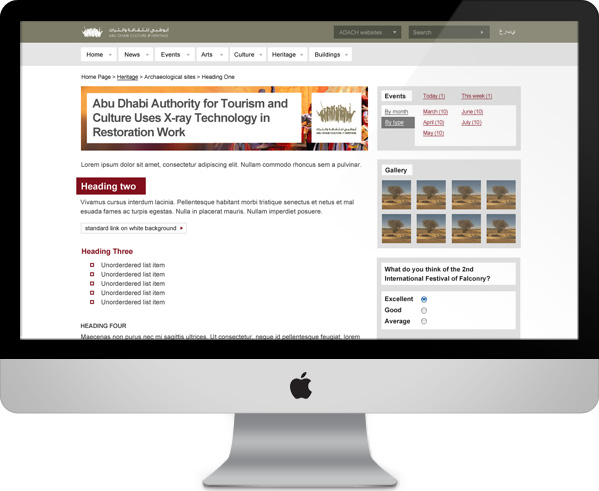 أبوظبي للثقافة والتراث
ABU DHABI CULTURE & HERITAGE
ADACH websites
Search
Home
News
Events
Arts
Culture
Heritage
Buildings
Home Page > Heritage > Archaeological sites > Heading One
Abu Dhabi Authority for Tourism and
Culture Uses X-ray Technology in
Restoration Work
Lorem ipsum dolor sit amet, consectetur adipiscing elit. Nullam commodo rhoncus sem a pulvinar.
Heading two
Vivamus cursus interdum lacinia. Pellentesque habitant morbi tristique senectus et netus et mal
esuada fames ac turpis egestas. Nulla in placerat mauris. Nullam imperdiet posuere.
standard link on white background
Heading Three
Unorderdered list item
Unorderdered list item
Unorderdered list item
Unorderdered list item
Unorderdered list item
HEADING FOUR
Maecenas non purus nec mi sagittis ultrices. Ut consectetur, neque id pellentesque feugiat, lorem
Events
Today (1)
This week (1)
By month
By type
March (10)
June (10)
April (10)
July (10)
May (10)
Gallery
What do you think of the 2nd
International Festival of Falconry?
Excellent
Good
Average